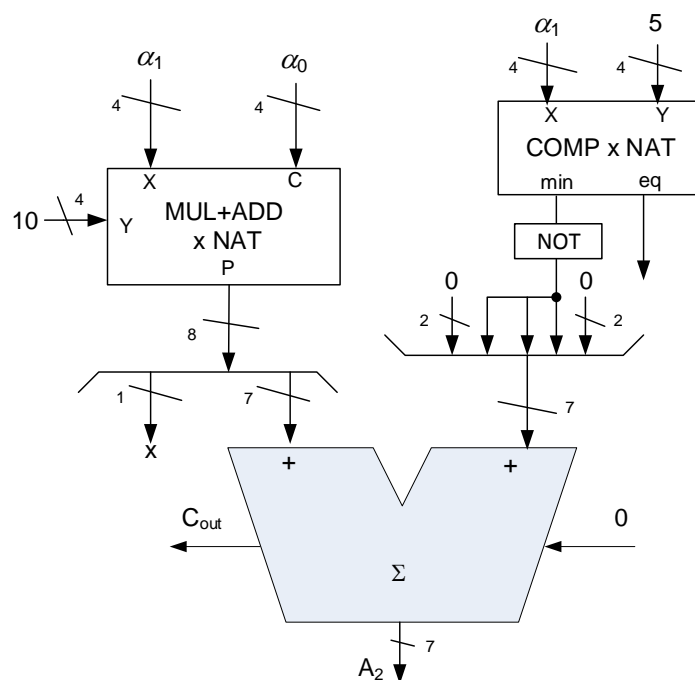 α1
α0
4
4
X
C
10
4
Y
MUL+ADD
x NAT
P
8
1
7
x
α1
5
4
4
X
Y
COMP x NAT
min
eq
NOT
0
0
2
2
7
+
+
Cout
0
Σ
7
A2